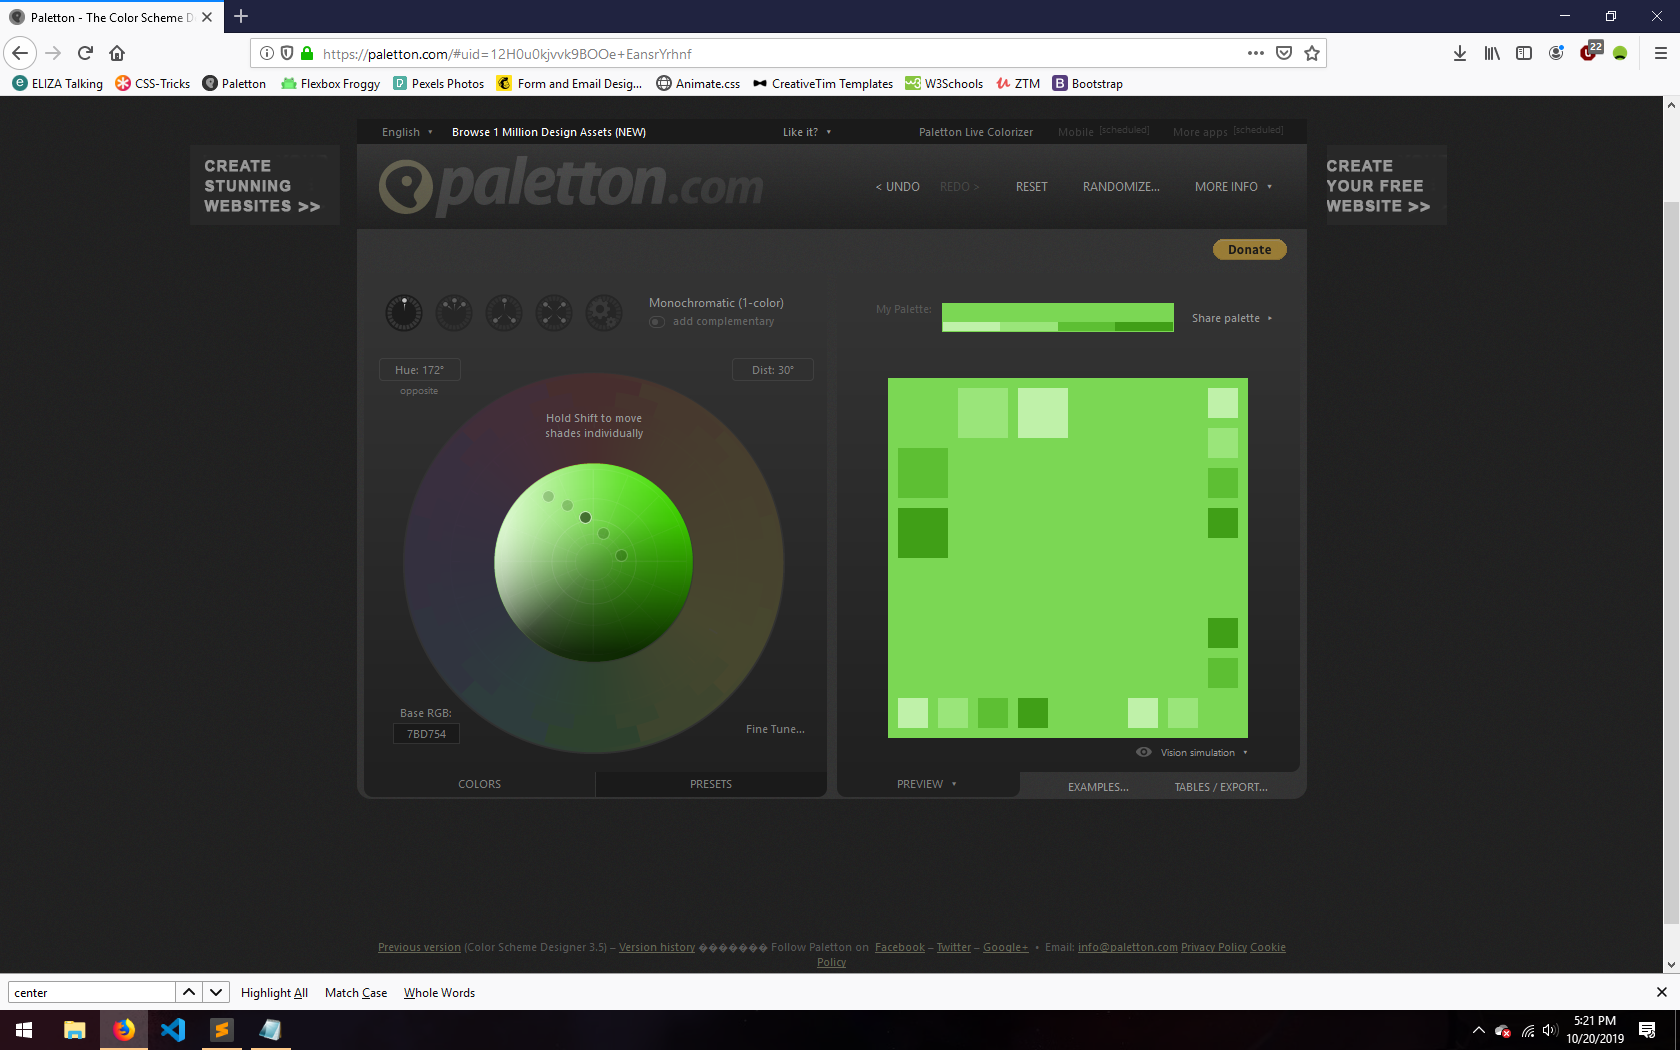 Paletton - The Color Scheme D
https://paletton.com/#uid=12H0u0kjvvk9BOOe+EansrYrhnf
22
ELIZA Talking
CSS-Tricks
Paletton
Flexbox Froggy
Pexels Photos
Form and Email Desig...
Animate.css
CreativeTim Templates
W3Schools
ZTM
Bootstrap
English
Browse 1 Million Design Assets (NEW)
Like it?
Paletton Live Colorizer
Mobile [scheduled]
More apps [scheduled]
CREATE
STUNNING
WEBSITES >>
paletton.com
< UNDO
REDO >
RESET
RANDOMIZE...
MORE INFO
CREATE
YOUR FREE
WEBSITE >>
Donate
Monochromatic (1-color)
add complementary
My Palette:
Share palette
Hue: 172°
opposite
Dist: 30°
Hold Shift to move
shades individually
Base RGB:
7BD754
Fine Tune...
Vision simulation
COLORS
PRESETS
PREVIEW
EXAMPLES...
TABLES / EXPORT...
Previous version (Color Scheme Designer 3.5) – Version history ������� Follow Paletton on Facebook – Twitter – Google+ • Email: info@paletton.com Privacy Policy Cookie
Policy
center
Highlight All
Match Case
Whole Words
5:21 PM
10/20/2019